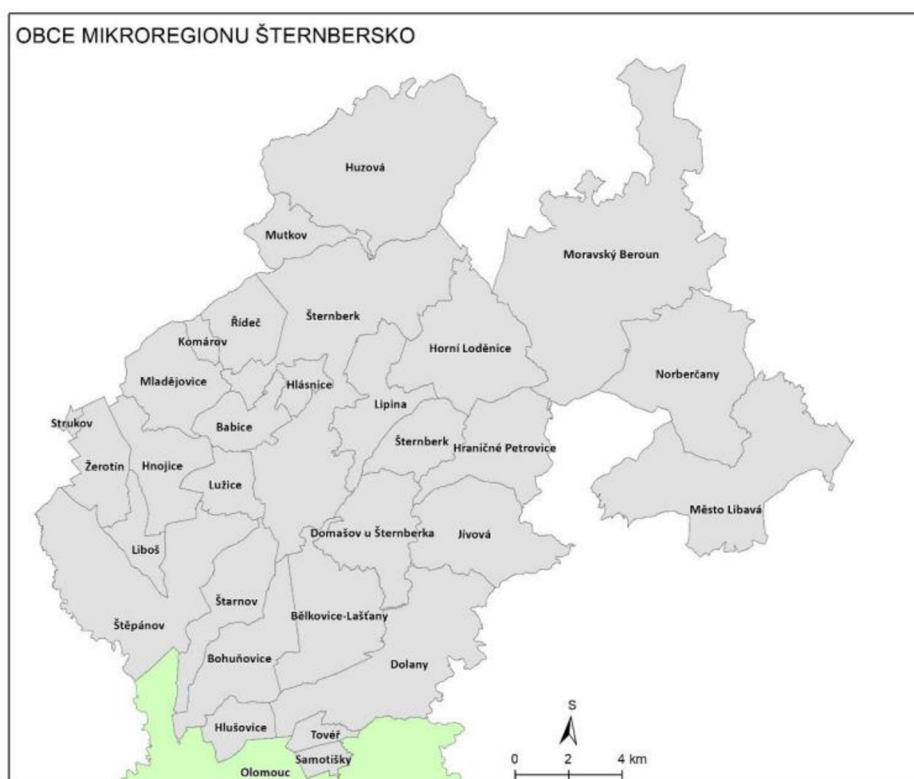 OBCE MIKROREGIONU ŠTERNBERSKO
Huzová
Mutkov
Moravský Beroun
Řídeč
Šternberk
Komárov
Horní Loděnice
Mladějovice
Hlásnice
Norberčany
Lipina
Strukov
Babice
Šternberk
Hraničné Petrovice
Žerotín
Hnojice
Lužice
Město Libavá
Domašov u Šternberka
Jívová
Liboš
Štarnov
Bělkovice-Lašťany
Štěpánov
Bohuňovice
Dolany
S
Hlušovice
Tovéř
Samotišky
0 2 4 km
Olomouc